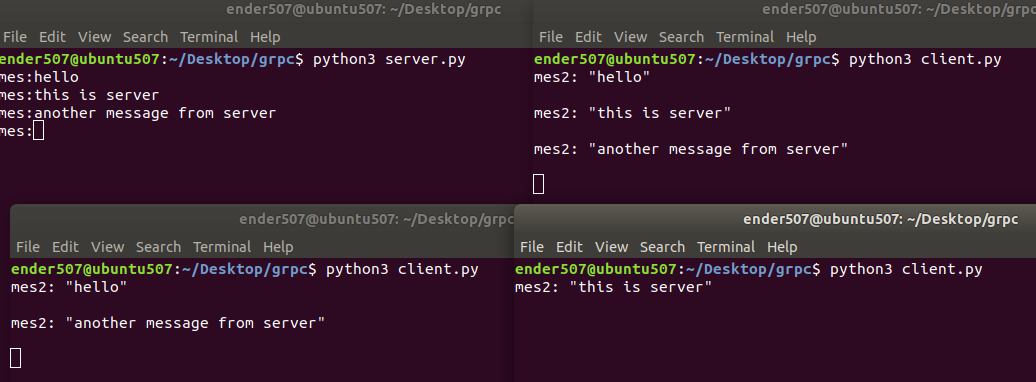 ender507@ubuntu507: ~/Desktop/grpc
File Edit View Search Terminal Help
ender507@ubuntu507:~/Desktop/grpc$ python3 server.py
mes:hello
mes:this is server
mes:another message from server
mes:
ender507@ubuntu507: ~/Desktop/grpc
File Edit View Search Terminal Help
ender507@ubuntu507:~/Desktop/grpc$ python3 client.py
mes2: "hello"
mes2: "this is server"
mes2: "another message from server"
ender507@ubuntu507: ~/Desktop/grpc
File Edit View Search Terminal Help
ender507@ubuntu507:~/Desktop/grpc$ python3 client.py
mes2: "hello"
mes2: "another message from server"
ender507@ubuntu507: ~/Desktop/grpc
File Edit View Search Terminal Help
ender507@ubuntu507:~/Desktop/grpc$ python3 client.py
mes2: "this is server"